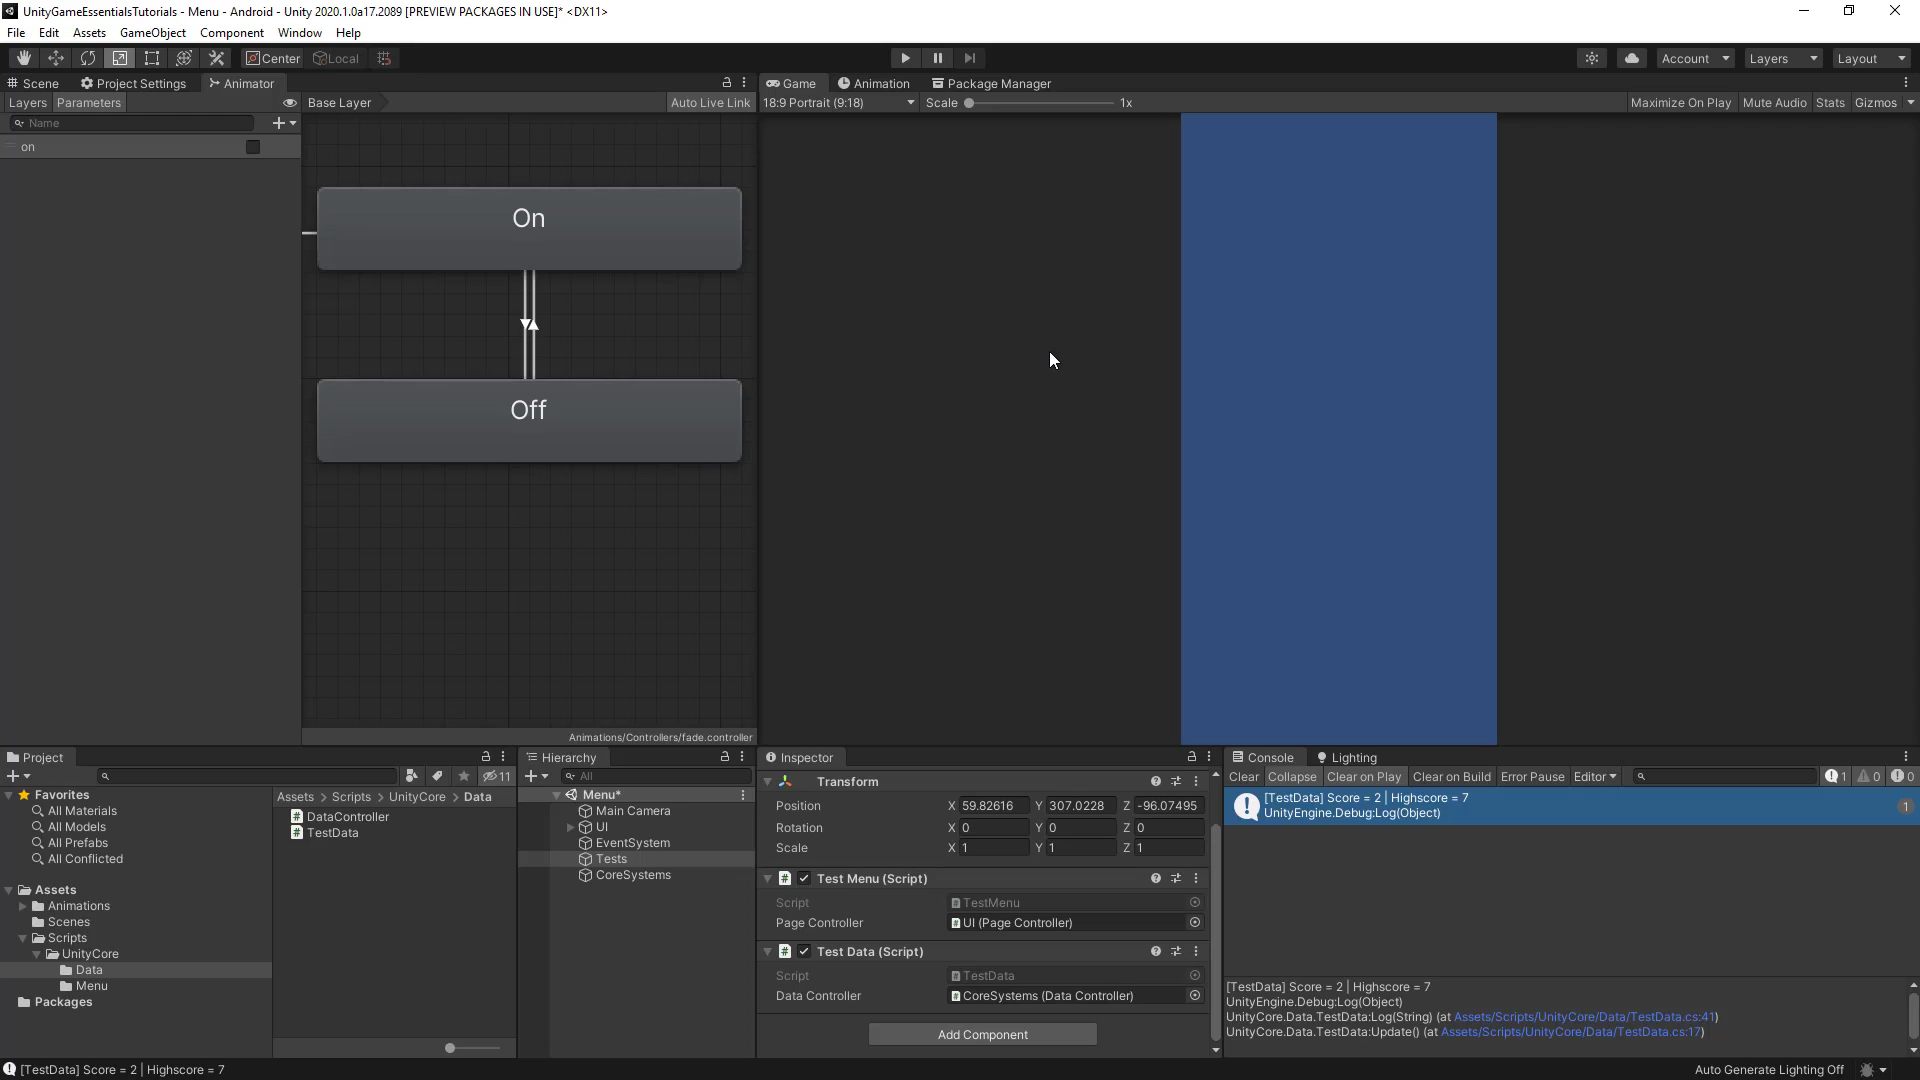 UnityGameEssentialsTutorials - Menu - Android - Unity 2020.1.0a17.2089 [PREVIEW PACKAGES IN USE]* <DX11>
File Edit Assets GameObject Component Window Help
Center Local Account Layers Layout
Scene Project Settings Animator
Layers Parameters Base Layer Auto Live Link
Name
on
On
Off
Animations/Controllers/fade.controller
Game Animation Package Manager
18:9 Portrait (9:18) Scale 1x Maximize On Play Mute Audio Stats Gizmos
Project
11
Favorites
All Materials
All Models
All Prefabs
All Conflicted
Assets
Animations
Scenes
Scripts
UnityCore
Data
Menu
Packages
Assets > Scripts > UnityCore > Data
DataController
TestData
Hierarchy
All
Menu*
Main Camera
UI
EventSystem
Tests
CoreSystems
Inspector
Transform
Position X 59.82616 Y 307.0228 Z -96.07495
Rotation X 0 Y 0 Z 0
Scale X 1 Y 1 Z 1
Test Menu (Script)
Script TestMenu
Page Controller UI (Page Controller)
Test Data (Script)
Script TestData
Data Controller CoreSystems (Data Controller)
Add Component
Console Lighting
Clear Collapse Clear on Play Clear on Build Error Pause Editor 1 0 0
[TestData] Score = 2 | Highscore = 7
UnityEngine.Debug:Log(Object)
1
[TestData] Score = 2 | Highscore = 7
UnityEngine.Debug:Log(Object)
UnityCore.Data.TestData:Log(String) (at Assets/Scripts/UnityCore/Data/TestData.cs:41)
UnityCore.Data.TestData:Update() (at Assets/Scripts/UnityCore/Data/TestData.cs:17)
[TestData] Score = 2 | Highscore = 7
Auto Generate Lighting Off